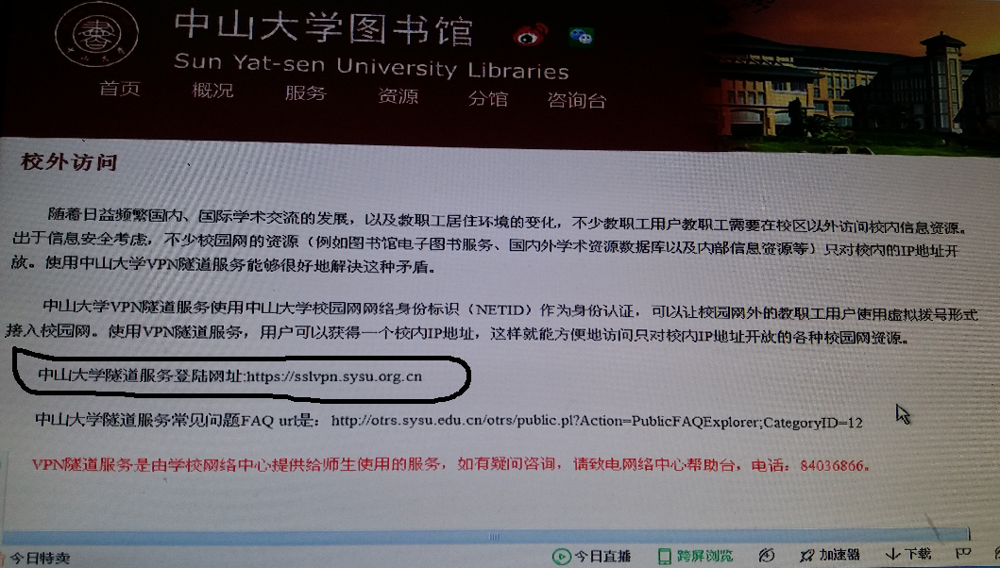 中山大学图书馆
Sun Yat-sen University Libraries
首页 概况 服务 资源 分馆 咨询台
校外访问
随着日益频繁国内、国际学术交流的发展，以及教职工居住环境的变化，不少教职工用户教职工需要在校区以外访问校内信息资源。
出于信息安全考虑，不少校园网的资源（例如图书馆电子图书服务、国内外学术资源数据库以及内部信息资源等）只对校内的IP地址开
放。使用中山大学VPN隧道服务能够很好地解决这种矛盾。
中山大学VPN隧道服务使用中山大学校园网网络身份标识（NETID）作为身份认证，可以让校园网外的教职工用户使用虚拟拨号形式
接入校园网。使用VPN隧道服务，用户可以获得一个校内IP地址，这样就能方便地访问只对校内IP地址开放的各种校园网资源。
中山大学隧道服务登陆网址:https://sslvpn.sysu.org.cn
中山大学隧道服务常见问题FAQ url是：http://otrs.sysu.edu.cn/otrs/public.pl?Action=PublicFAQExplorer;CategoryID=12
VPN隧道服务是由学校网络中心提供给师生使用的服务，如有疑问咨询，请致电网络中心帮助台，电话：84036866。
今日特卖 今日直播 跨屏浏览 加速器 下载